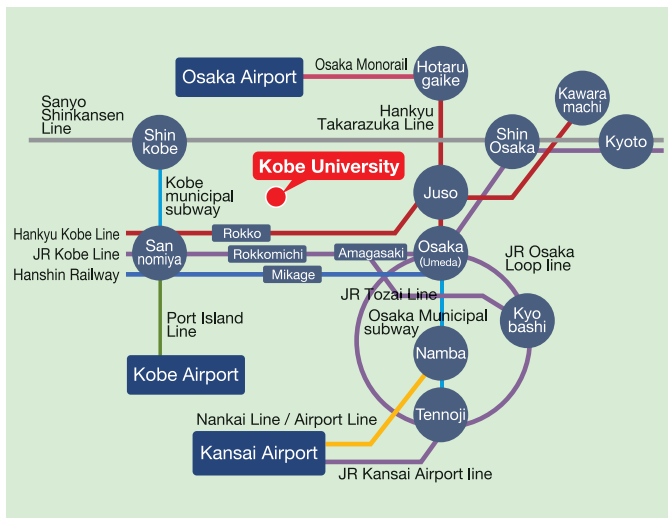 Osaka Airport
Osaka Monorail
Hotaru
gaike
Kawara
machi
Sanyo
Shinkansen
Line
Hankyu
Takarazuka Line
Shin
kobe
Shin
Osaka
Kyoto
Kobe University
Kobe
municipal
subway
Juso
Hankyu Kobe Line
Rokko
JR Kobe Line
San
nomiya
Rokkomichi
Amagasaki
Osaka
(Umeda)
JR Osaka
Loop line
Hanshin Railway
Mikage
JR Tozai Line
Port Island
Line
Osaka Municipal
subway
Kyo
bashi
Namba
Kobe Airport
Tennoji
Nankai Line / Airport Line
Kansai Airport
JR Kansai Airport line